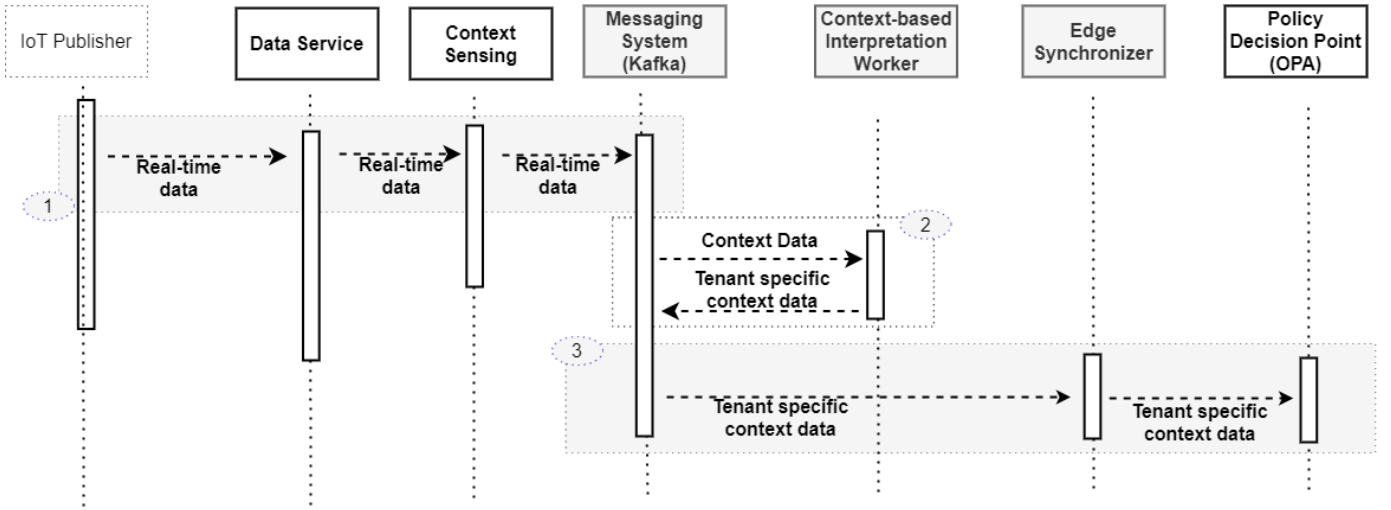 IoT Publisher
Data Service
Context
Sensing
Messaging
System
(Kafka)
Context-based
Interpretation
Worker
Edge
Synchronizer
Policy
Decision Point
(OPA)
Real-time
data
Real-time
data
Real-time
data
1
2
Context Data
Tenant specific
context data
3
Tenant specific
context data
Tenant specific
context data